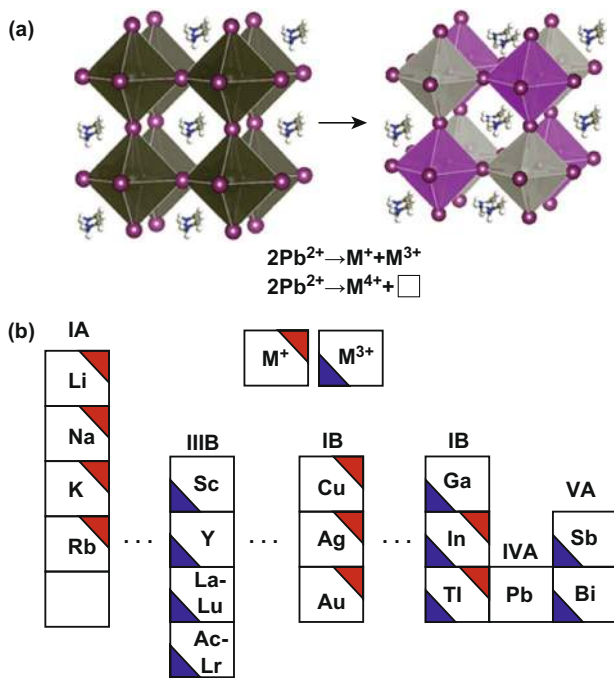 (a)
2Pb²⁺→M⁺+M³⁺
2Pb²⁺→M⁴⁺+□
(b)
IA
M⁺ M³⁺
Li
Na
IIIB IB IB
K Sc Cu Ga VA
Rb ... Y ... Ag ... In IVA Sb
La-
Lu Au Tl Pb Bi
Ac-
Lr